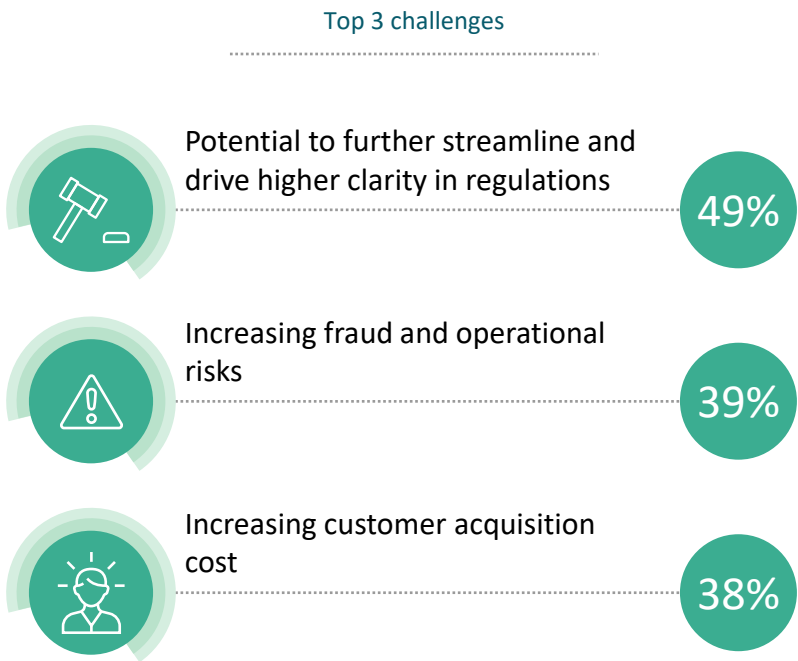 Top 3 challenges
Potential to further streamline and
drive higher clarity in regulations
49%
Increasing fraud and operational
risks
39%
Increasing customer acquisition
cost
38%